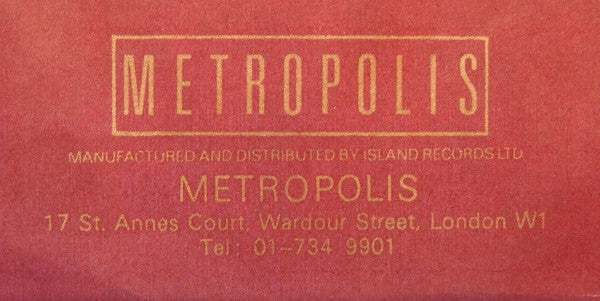 METROPOLIS
MANUFACTURED AND DISTRIBUTED BY ISLAND RECORDS LTD
METROPOLIS
17 St. Annes Court, Wardour Street, London W1
Tel: 01-734 9901